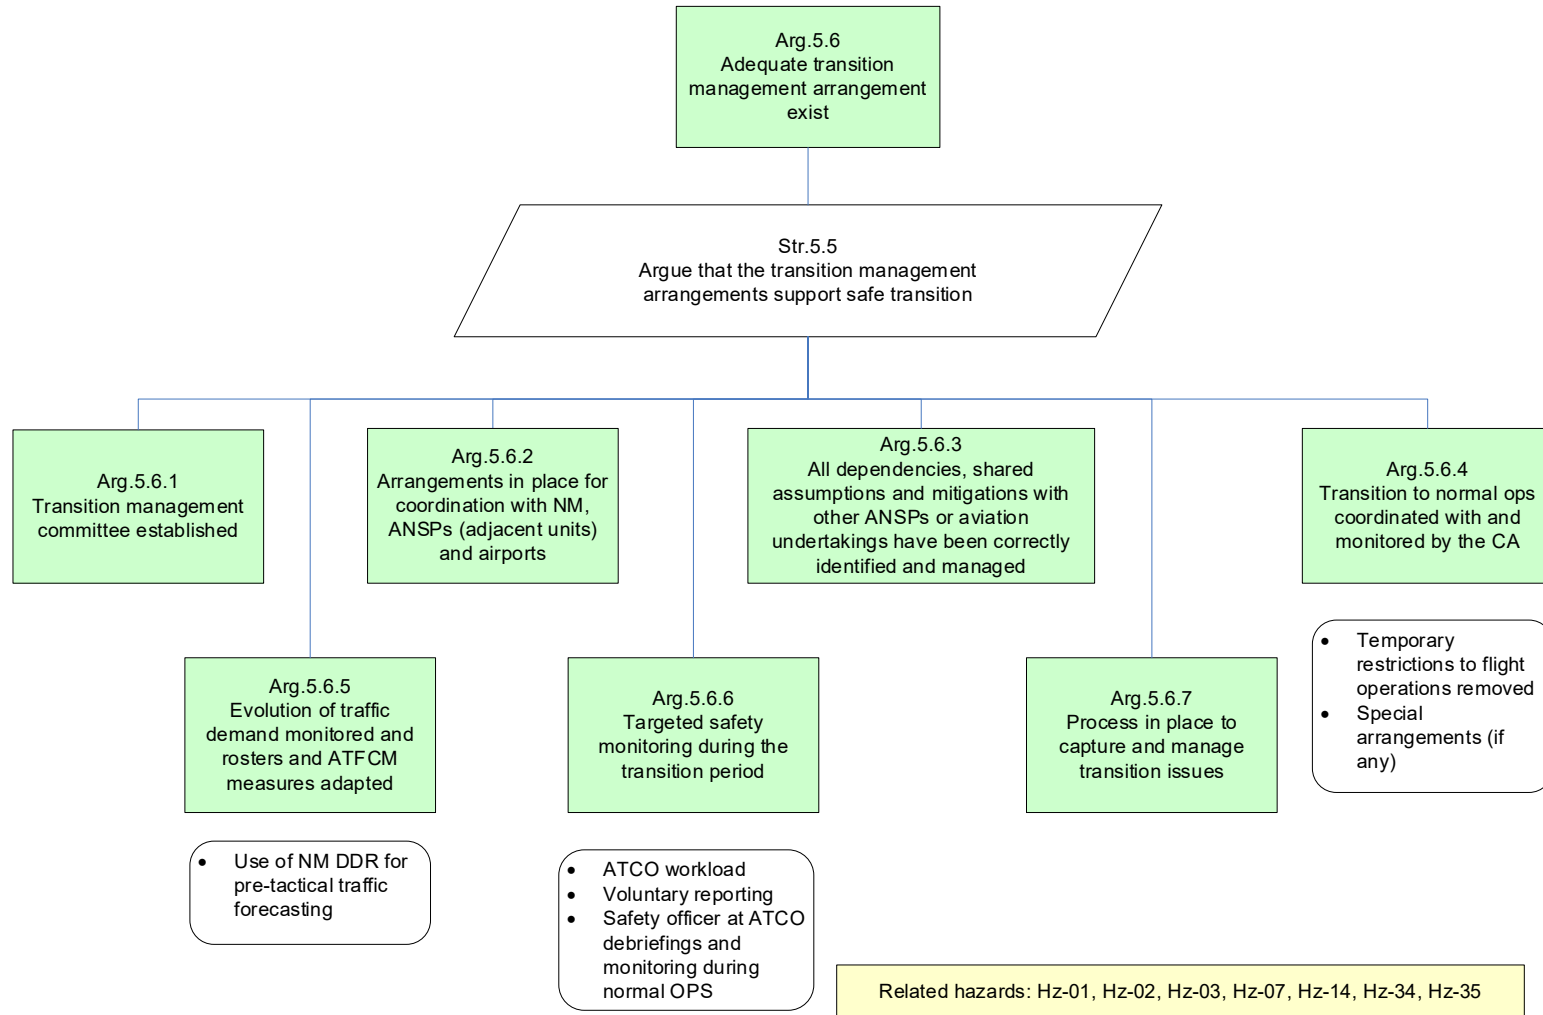 Arg.5.6
Adequate transition
management arrangement
exist
Str.5.5
Argue that the transition management
arrangements support safe transition
Arg.5.6.1
Transition management
committee established
Arg.5.6.2
Arrangements in place for
coordination with NM,
ANSPs (adjacent units)
and airports
Arg.5.6.3
All dependencies, shared
assumptions and mitigations with
other ANSPs or aviation
undertakings have been correctly
identified and managed
Arg.5.6.4
Transition to normal ops
coordinated with and
monitored by the CA
• Temporary
restrictions to flight
operations removed
• Special
arrangements (if
any)
Arg.5.6.5
Evolution of traffic
demand monitored and
rosters and ATFCM
measures adapted
• Use of NM DDR for
pre-tactical traffic
forecasting
Arg.5.6.6
Targeted safety
monitoring during the
transition period
• ATCO workload
• Voluntary reporting
• Safety officer at ATCO
debriefings and
monitoring during
normal OPS
Arg.5.6.7
Process in place to
capture and manage
transition issues
Related hazards: Hz-01, Hz-02, Hz-03, Hz-07, Hz-14, Hz-34, Hz-35